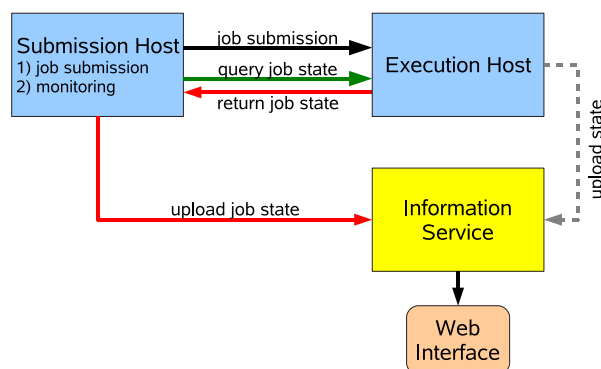 Submission Host
1) job submission
2) monitoring
job submission
query job state
return job state
Execution Host
upload state
upload job state
Information
Service
Web
Interface